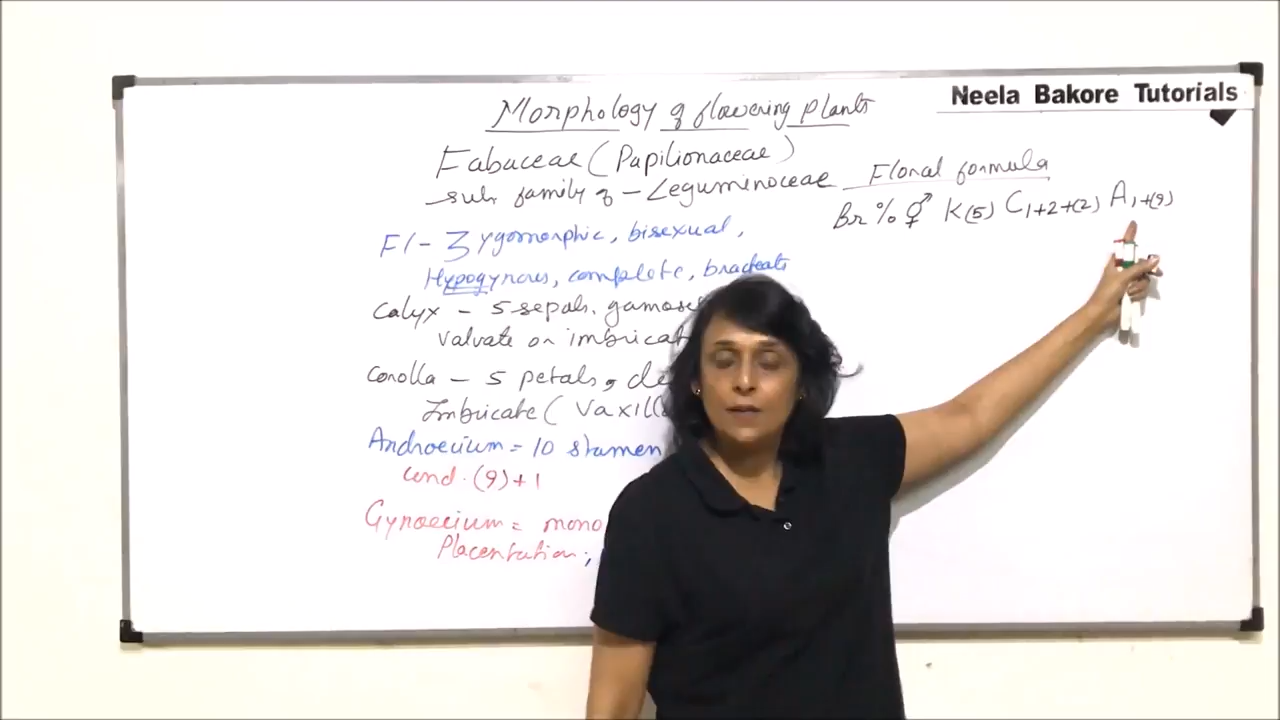 Neela Bakore Tutorials
Morphology of flowering plants
Fabaceae (Papilionaceae)
sub family of - Leguminoceae
Floral formula
Br % ⚥ K(5) C1+2+(2) A1+(9)
Fl - Zygomorphic, bisexual,
Hypogynous, complete, bracteate
Calyx - 5 sepals, gamose
Valvate or imbricat
Corolla - 5 petals,
Imbricate (Vaxilla
Androecium = 10 stamen
cond. (9)+1
Gynoecium = mono
Placentation;